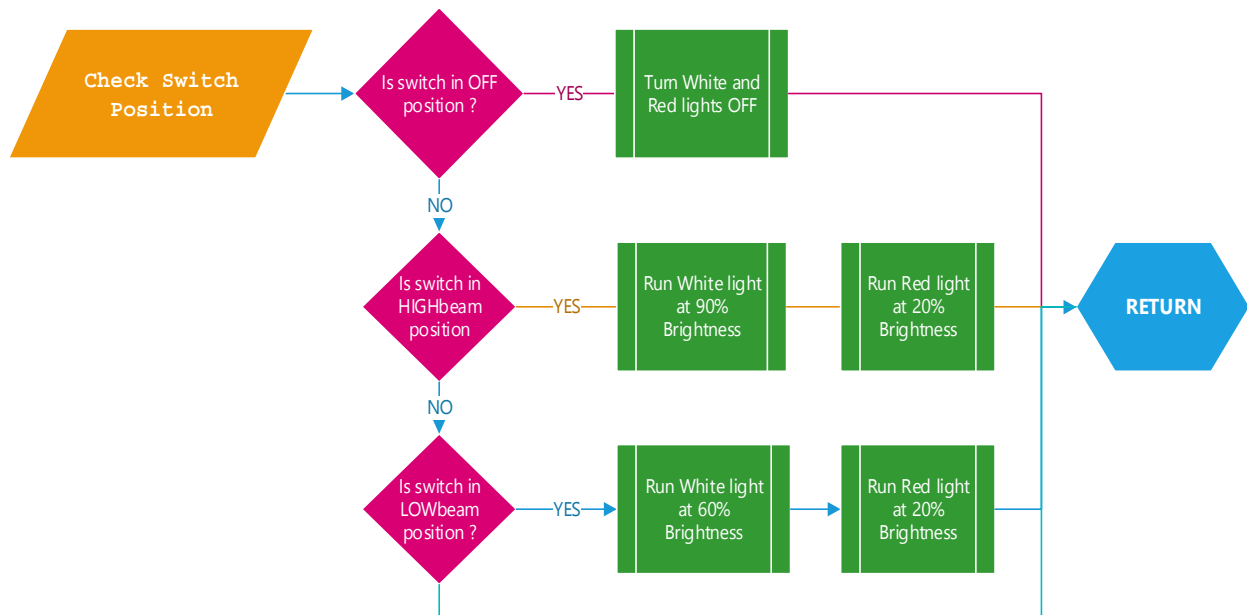 Check Switch
Position
Is switch in OFF
position ?
YES
Turn White and
Red lights OFF
NO
Is switch in
HIGHbeam
position
YES
Run White light
at 90%
Brightness
Run Red light
at 20%
Brightness
RETURN
NO
Is switch in
LOWbeam
position ?
YES
Run White light
at 60%
Brightness
Run Red light
at 20%
Brightness